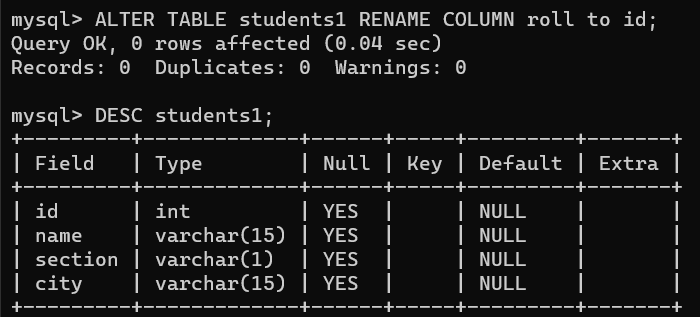 mysql> ALTER TABLE students1 RENAME COLUMN roll to id;
Query OK, 0 rows affected (0.04 sec)
Records: 0  Duplicates: 0  Warnings: 0

mysql> DESC students1;
+---------+-------------+------+-----+---------+-------+
| Field   | Type        | Null | Key | Default | Extra |
+---------+-------------+------+-----+---------+-------+
| id      | int         | YES  |     | NULL    |       |
| name    | varchar(15) | YES  |     | NULL    |       |
| section | varchar(1)  | YES  |     | NULL    |       |
| city    | varchar(15) | YES  |     | NULL    |       |
+---------+-------------+------+-----+---------+-------+